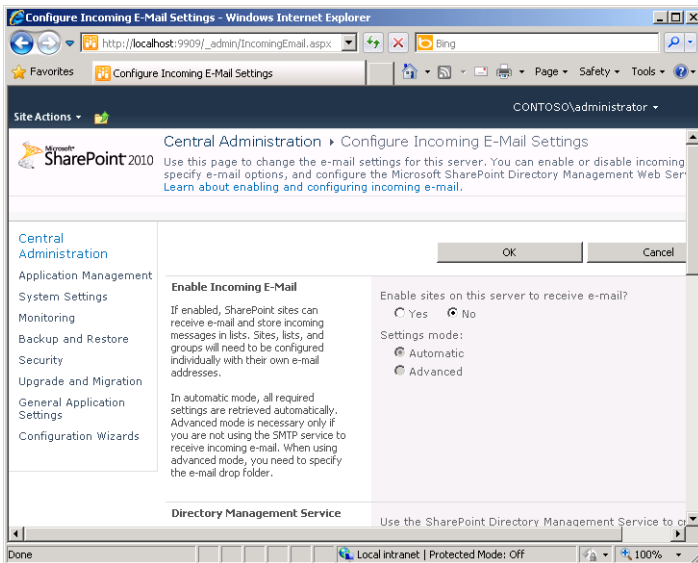 Configure Incoming E-Mail Settings - Windows Internet Explorer
http://localhost:9909/_admin/IncomingEmail.aspx
Bing
Favorites
Configure Incoming E-Mail Settings
Page
Safety
Tools
Site Actions
CONTOSO\administrator
Microsoft
SharePoint 2010
Central Administration
Configure Incoming E-Mail Settings
Use this page to change the e-mail settings for this server. You can enable or disable incoming
specify e-mail options, and configure the Microsoft SharePoint Directory Management Web Ser
Learn about enabling and configuring incoming e-mail.
Central
Administration
Application Management
System Settings
Monitoring
Backup and Restore
Security
Upgrade and Migration
General Application
Settings
Configuration Wizards
OK
Cancel
Enable Incoming E-Mail
If enabled, SharePoint sites can
receive e-mail and store incoming
messages in lists. Sites, lists, and
groups will need to be configured
individually with their own e-mail
addresses.
In automatic mode, all required
settings are retrieved automatically.
Advanced mode is necessary only if
you are not using the SMTP service to
receive incoming e-mail. When using
advanced mode, you need to specify
the e-mail drop folder.
Enable sites on this server to receive e-mail?
Yes
No
Settings mode:
Automatic
Advanced
Directory Management Service
Use the SharePoint Directory Management Service to cr
Done
Local intranet | Protected Mode: Off
100%